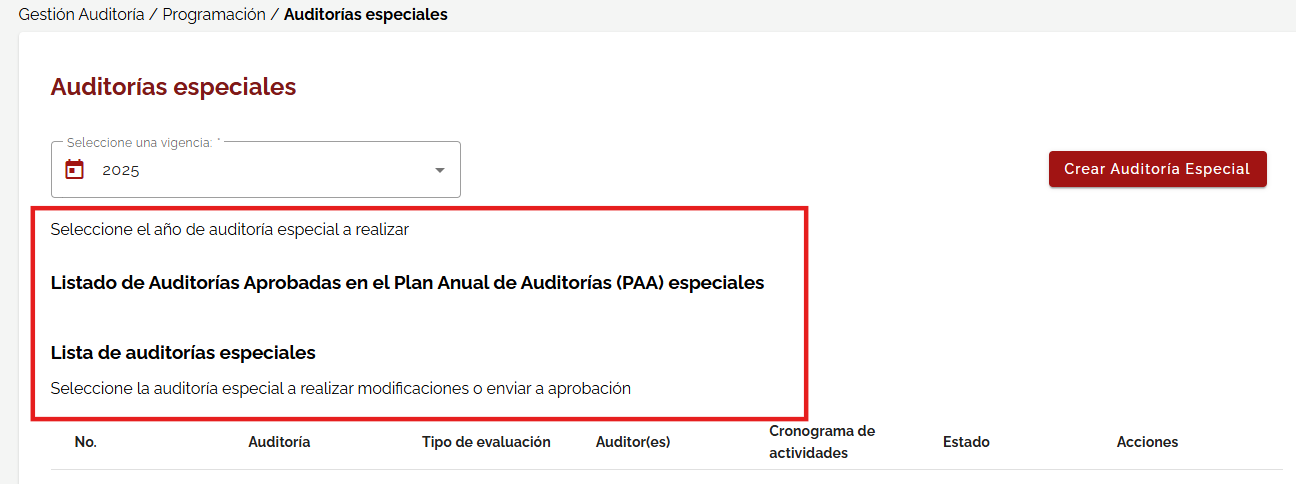 Gestión Auditoría / Programación / Auditorías especiales
Auditorías especiales
Seleccione una vigencia: *
2025
Crear Auditoría Especial
Seleccione el año de auditoría especial a realizar
Listado de Auditorías Aprobadas en el Plan Anual de Auditorías (PAA) especiales
Lista de auditorías especiales
Seleccione la auditoría especial a realizar modificaciones o enviar a aprobación
No. Auditoría Tipo de evaluación Auditor(es) Cronograma de actividades Estado Acciones